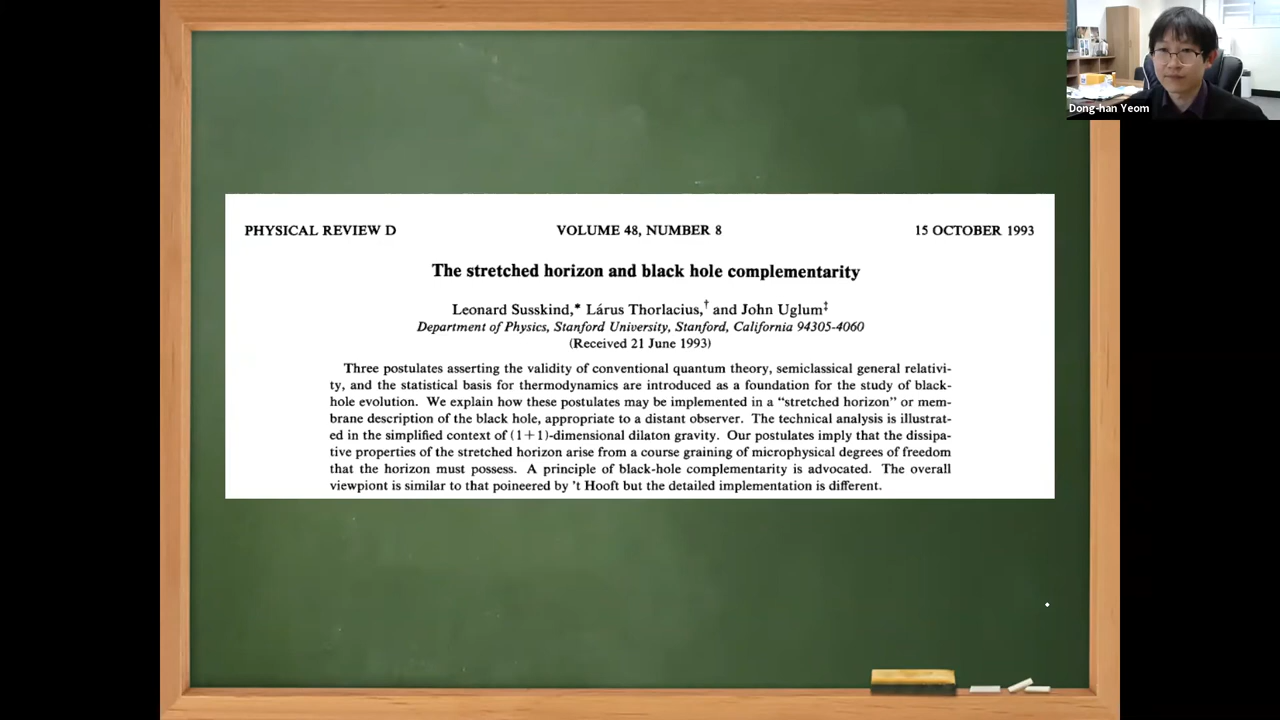 Dong-han Yeom
PHYSICAL REVIEW D VOLUME 48, NUMBER 8 15 OCTOBER 1993
The stretched horizon and black hole complementarity
Leonard Susskind,* Lárus Thorlacius,† and John Uglum‡
Department of Physics, Stanford University, Stanford, California 94305-4060
(Received 21 June 1993)
Three postulates asserting the validity of conventional quantum theory, semiclassical general relativi-
ty, and the statistical basis for thermodynamics are introduced as a foundation for the study of black-
hole evolution. We explain how these postulates may be implemented in a “stretched horizon” or mem-
brane description of the black hole, appropriate to a distant observer. The technical analysis is illustrat-
ed in the simplified context of (1+1)-dimensional dilaton gravity. Our postulates imply that the dissipa-
tive properties of the stretched horizon arise from a course graining of microphysical degrees of freedom
that the horizon must possess. A principle of black-hole complementarity is advocated. The overall
viewpiont is similar to that poineered by 't Hooft but the detailed implementation is different.